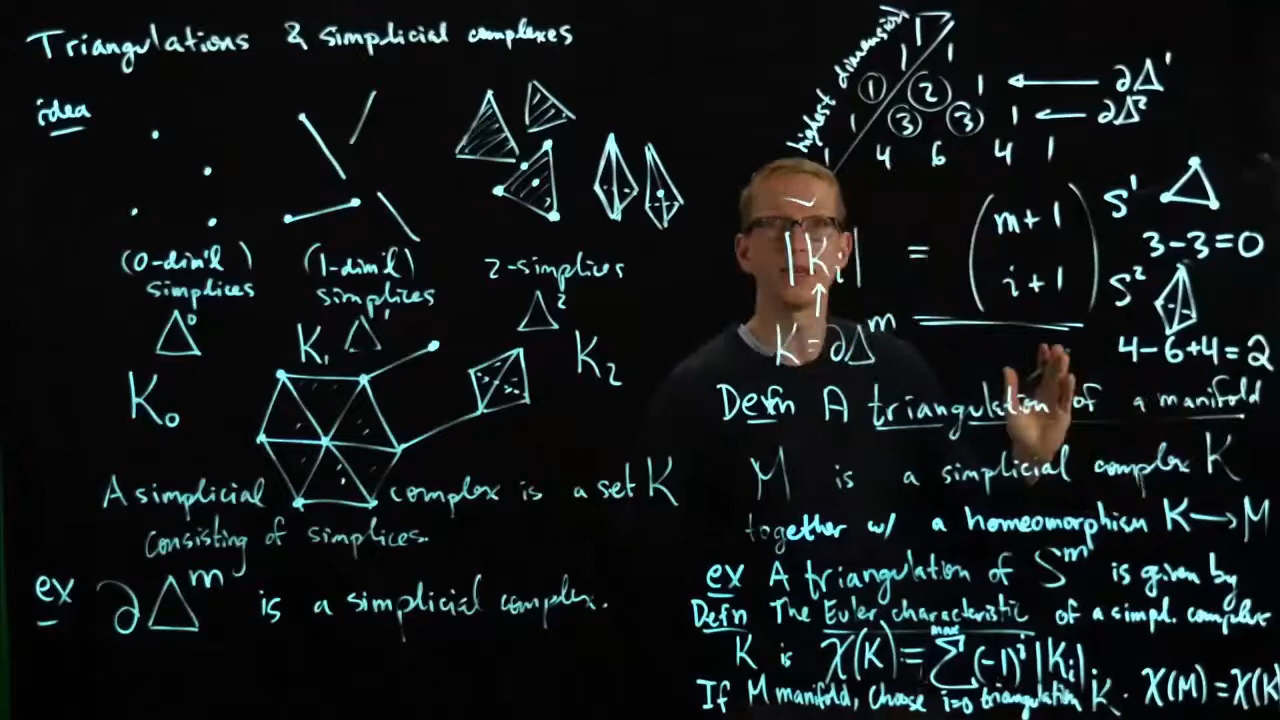 Triangulations & simplicial complexes
idea
(0-dim'l)
simplices
Δ⁰
K₀
(1-dim'l)
simplices
K₁ Δ¹
2-simplices
Δ²
K₂
A simplicial complex is a set K
consisting of simplices.
ex ∂Δᵐ is a simplicial complex.
highest dimension
1
1 1
1 2 1 ← ∂Δ¹
1 3 3 1 ← ∂Δ²
1 4 6 4 1
|Kᵢ| = (m+1
i+1)
↑
K = ∂Δᵐ
S¹
3-3=0
S²
4-6+4=2
Defn A triangulation of a manifold
M is a simplicial complex K
together w/ a homeomorphism K → M
ex A triangulation of Sᵐ is given by
Defn The Euler characteristic of a simpl. complex
K is χ(K) = Σ (-1)ⁱ |Kᵢ|.
max
i=0
If M manifold, choose triangulation K. χ(M) = χ(K